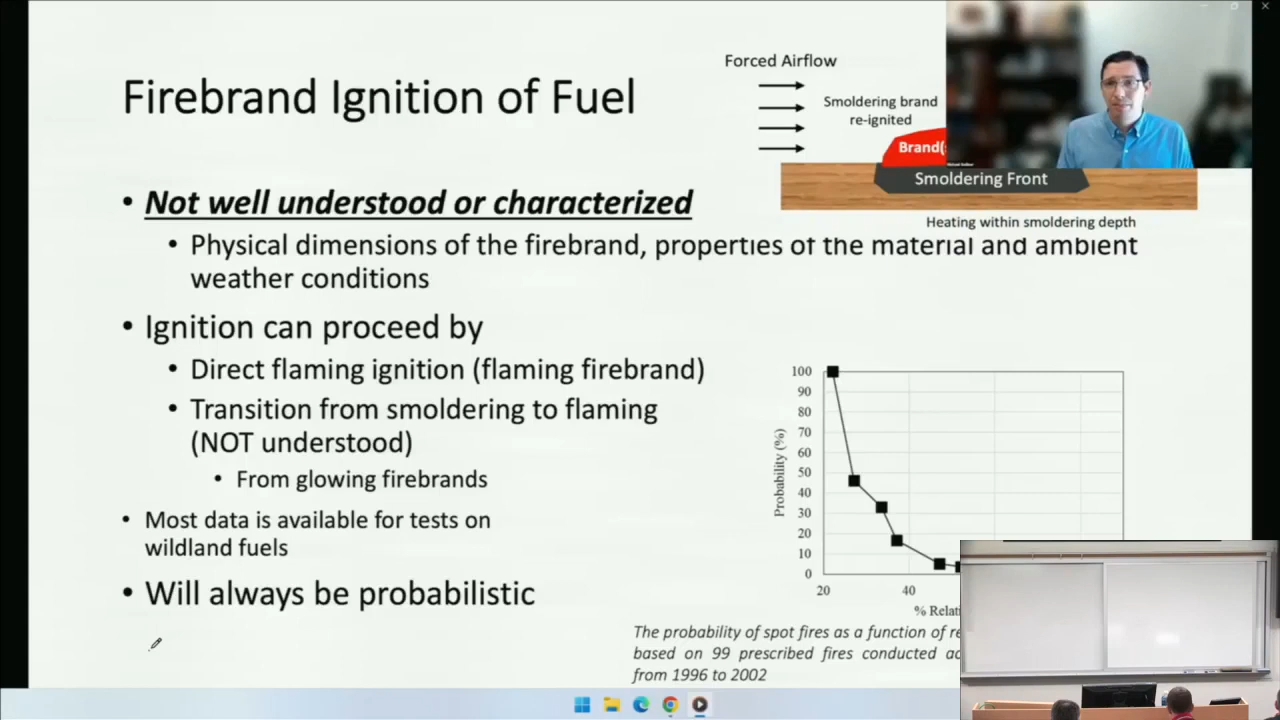 Firebrand Ignition of Fuel
Forced Airflow
Smoldering brand
re-ignited
Smoldering Front
Heating within smoldering depth
• Not well understood or characterized
• Physical dimensions of the firebrand, properties of the material and ambient
weather conditions
• Ignition can proceed by
• Direct flaming ignition (flaming firebrand)
• Transition from smoldering to flaming
(NOT understood)
• From glowing firebrands
• Most data is available for tests on
wildland fuels
• Will always be probabilistic
Probability (%)
100
90
80
70
60
50
40
30
20
10
0
20 40
%
The probability of spot fires as a function of
based on 99 prescribed fires conducted
from 1996 to 2002